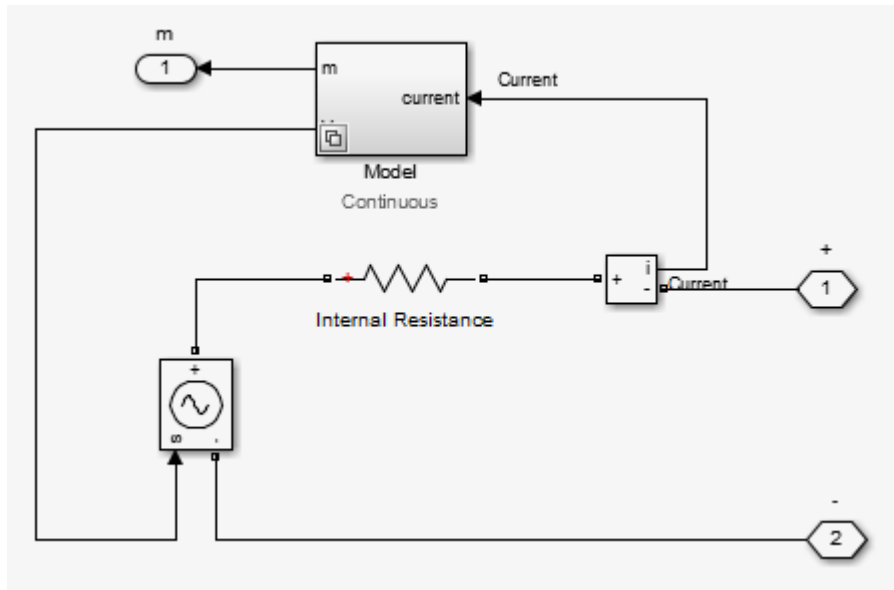 m
1
m
current
Current
Model
Continuous
+
+
i
-
Current
+
1
Internal Resistance
+
s
-
-
2